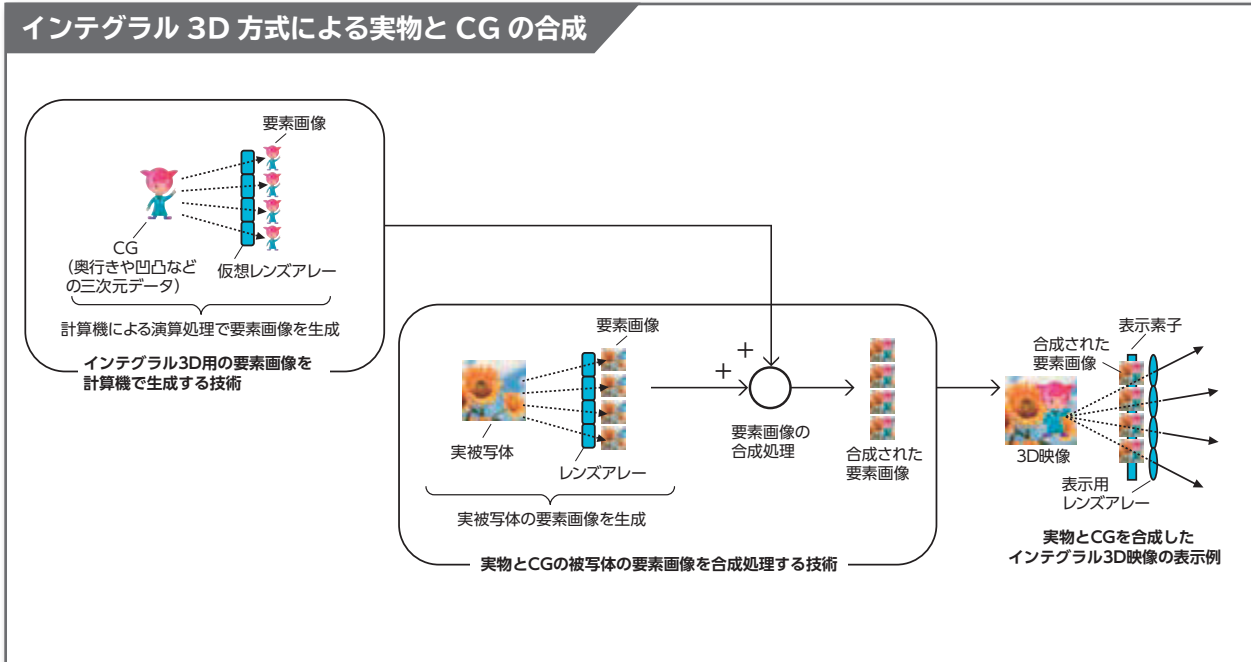 インテグラル 3D 方式による実物と CG の合成
要素画像
CG
（奥行きや凹凸など
の三次元データ）
仮想レンズアレー
計算機による演算処理で要素画像を生成
インテグラル3D用の要素画像を
計算機で生成する技術
要素画像
実被写体
レンズアレー
実被写体の要素画像を生成
+
+
要素画像の
合成処理
合成された
要素画像
実物とCGの被写体の要素画像を合成処理する技術
表示素子
合成された
要素画像
3D映像
表示用
レンズアレー
実物とCGを合成した
インテグラル3D映像の表示例